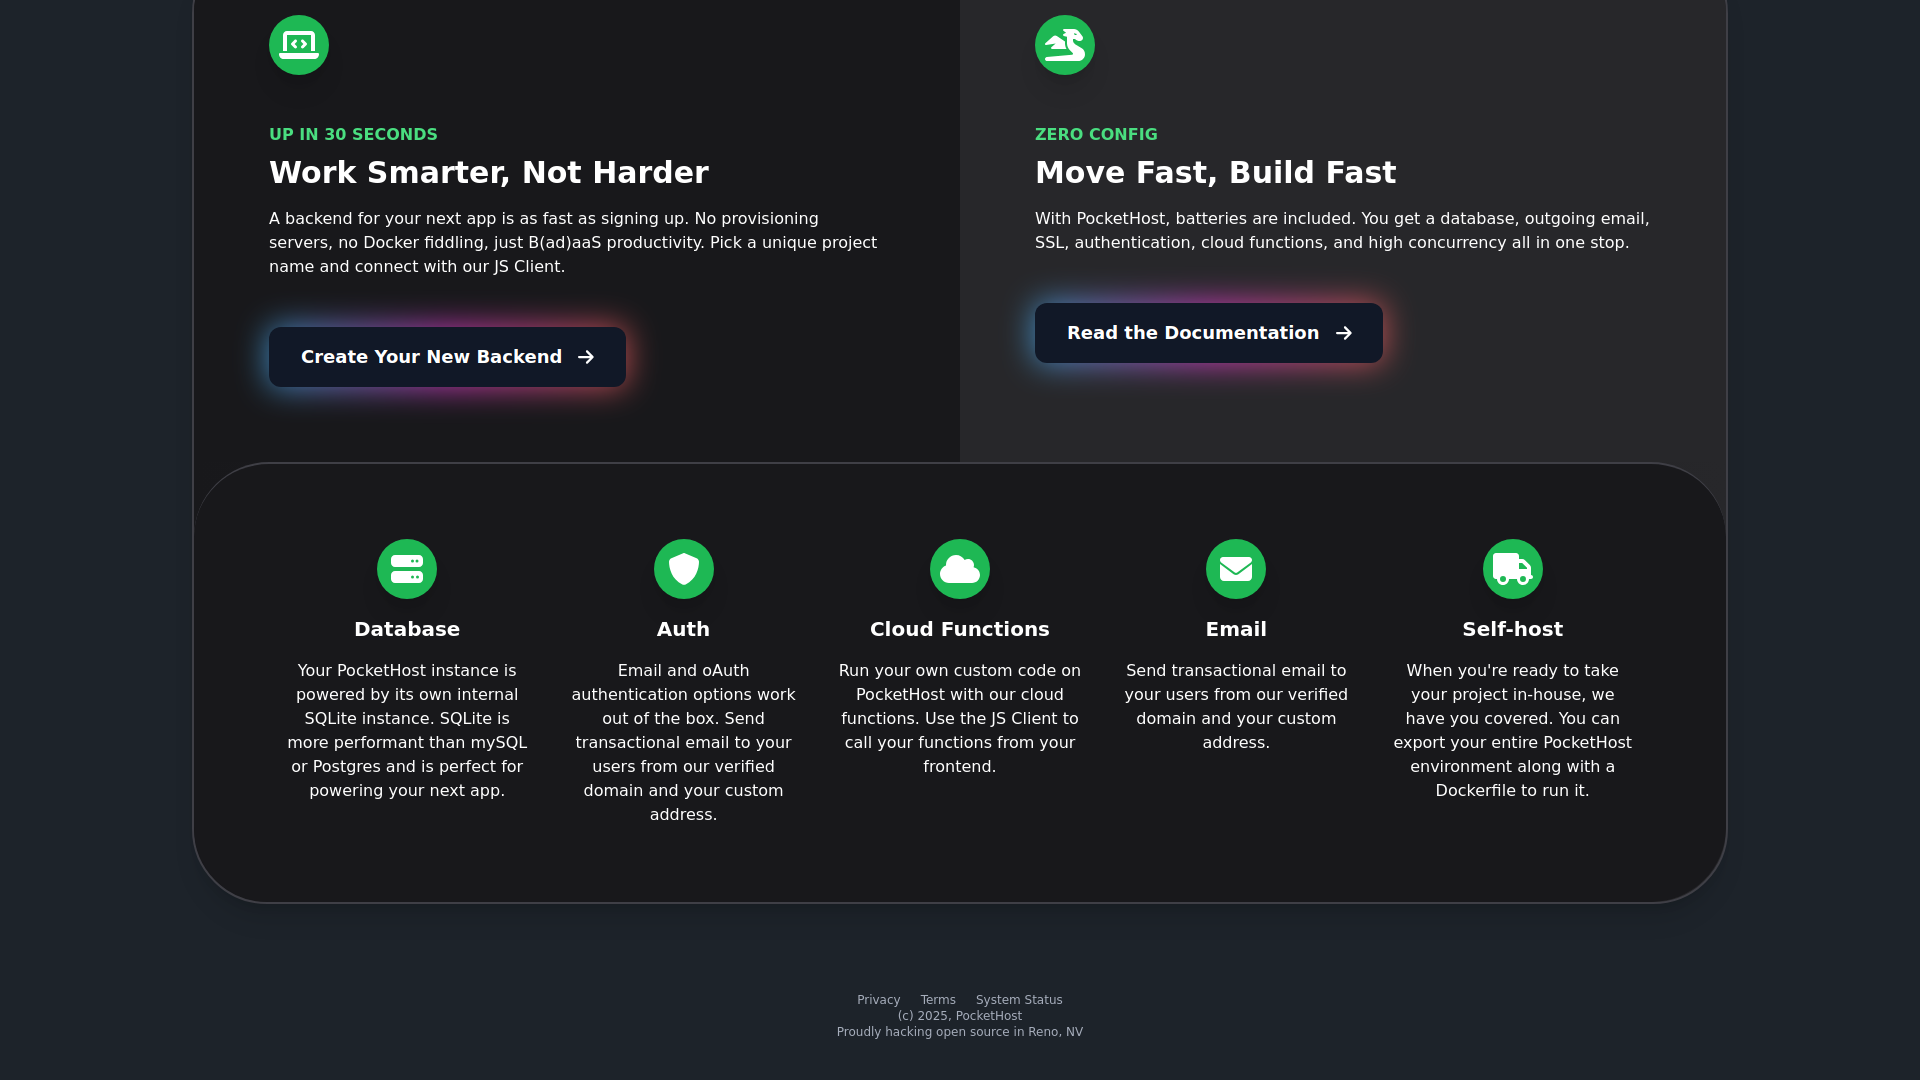 UP IN 30 SECONDS
Work Smarter, Not Harder
A backend for your next app is as fast as signing up. No provisioning
servers, no Docker fiddling, just B(ad)aaS productivity. Pick a unique project
name and connect with our JS Client.
Create Your New Backend
ZERO CONFIG
Move Fast, Build Fast
With PocketHost, batteries are included. You get a database, outgoing email,
SSL, authentication, cloud functions, and high concurrency all in one stop.
Read the Documentation
Database
Your PocketHost instance is
powered by its own internal
SQLite instance. SQLite is
more performant than mySQL
or Postgres and is perfect for
powering your next app.
Auth
Email and oAuth
authentication options work
out of the box. Send
transactional email to your
users from our verified
domain and your custom
address.
Cloud Functions
Run your own custom code on
PocketHost with our cloud
functions. Use the JS Client to
call your functions from your
frontend.
Email
Send transactional email to
your users from our verified
domain and your custom
address.
Self-host
When you're ready to take
your project in-house, we
have you covered. You can
export your entire PocketHost
environment along with a
Dockerfile to run it.
Privacy Terms System Status
(c) 2025, PocketHost
Proudly hacking open source in Reno, NV